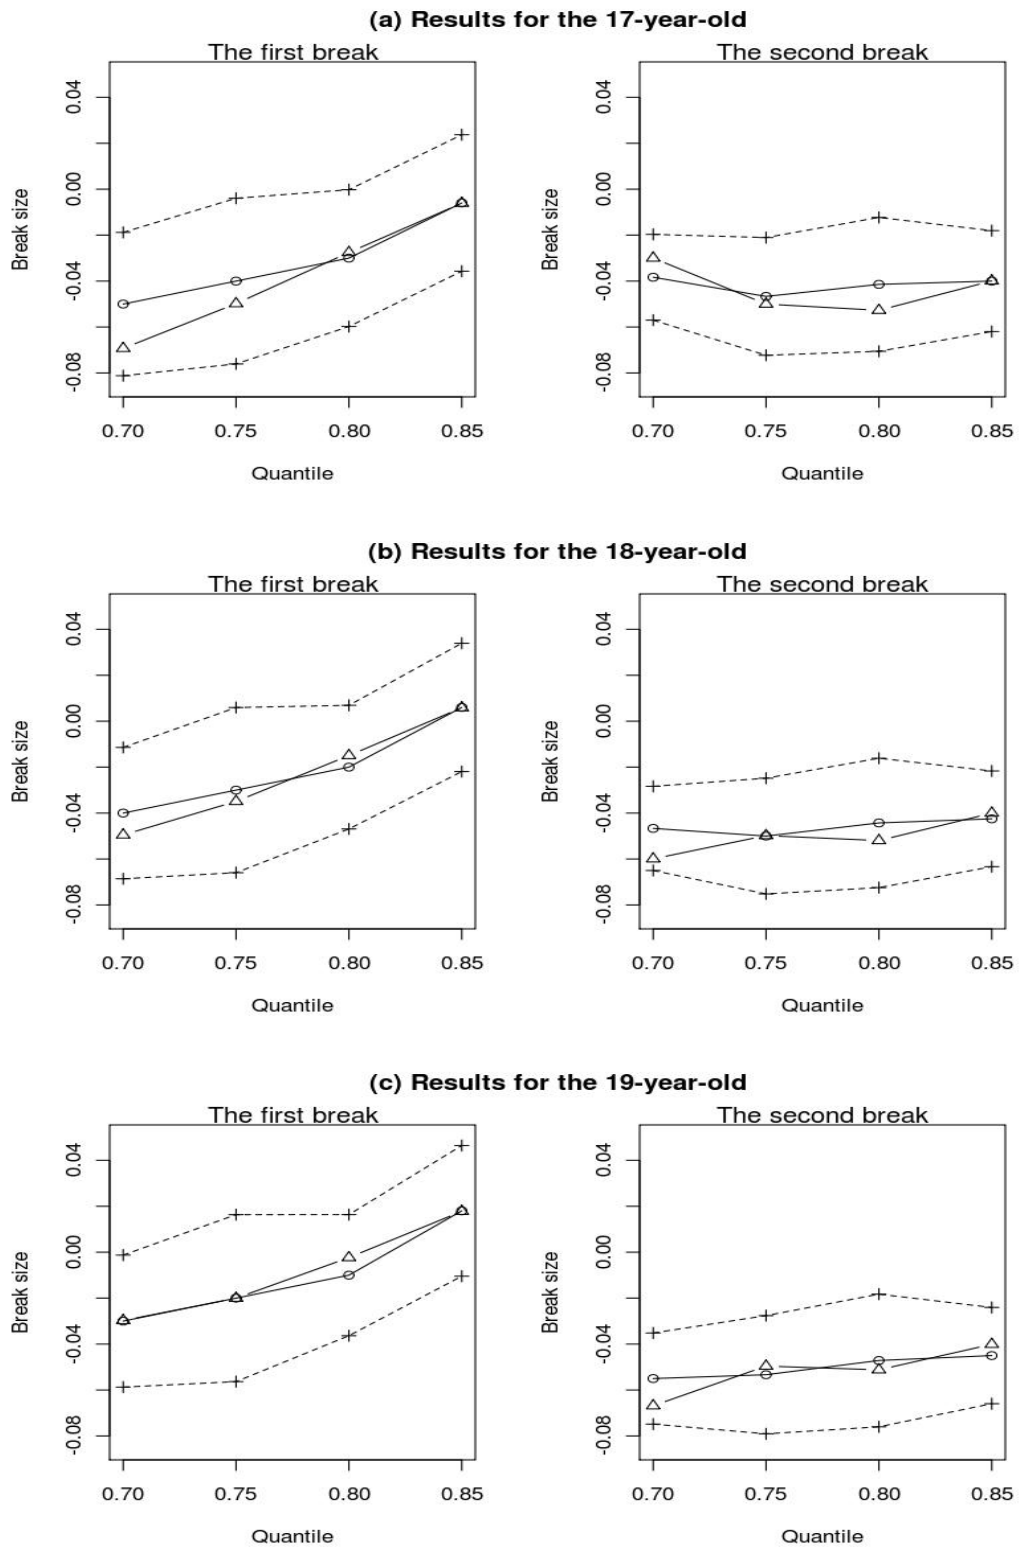 (a) Results for the 17-year-old
The first break
The second break
Break size
0.04
0.00
-0.04
-0.08
0.70 0.75 0.80 0.85
Quantile
Break size
0.04
0.00
-0.04
-0.08
0.70 0.75 0.80 0.85
Quantile
(b) Results for the 18-year-old
The first break
The second break
Break size
0.04
0.00
-0.04
-0.08
0.70 0.75 0.80 0.85
Quantile
Break size
0.04
0.00
-0.04
-0.08
0.70 0.75 0.80 0.85
Quantile
(c) Results for the 19-year-old
The first break
The second break
Break size
0.04
0.00
-0.04
-0.08
0.70 0.75 0.80 0.85
Quantile
Break size
0.04
0.00
-0.04
-0.08
0.70 0.75 0.80 0.85
Quantile